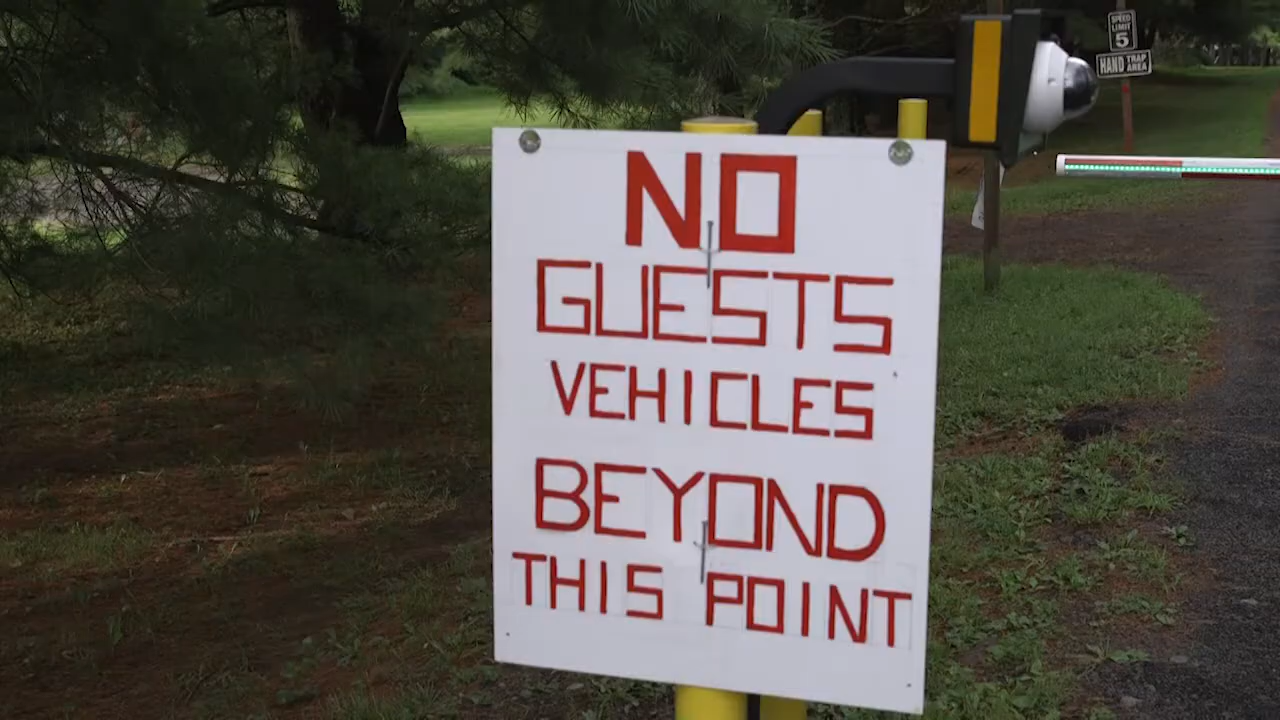 NO
GUESTS
VEHICLES
BEYOND
THIS POINT
SPEED
LIMIT
5
HAND TRAP
AREA